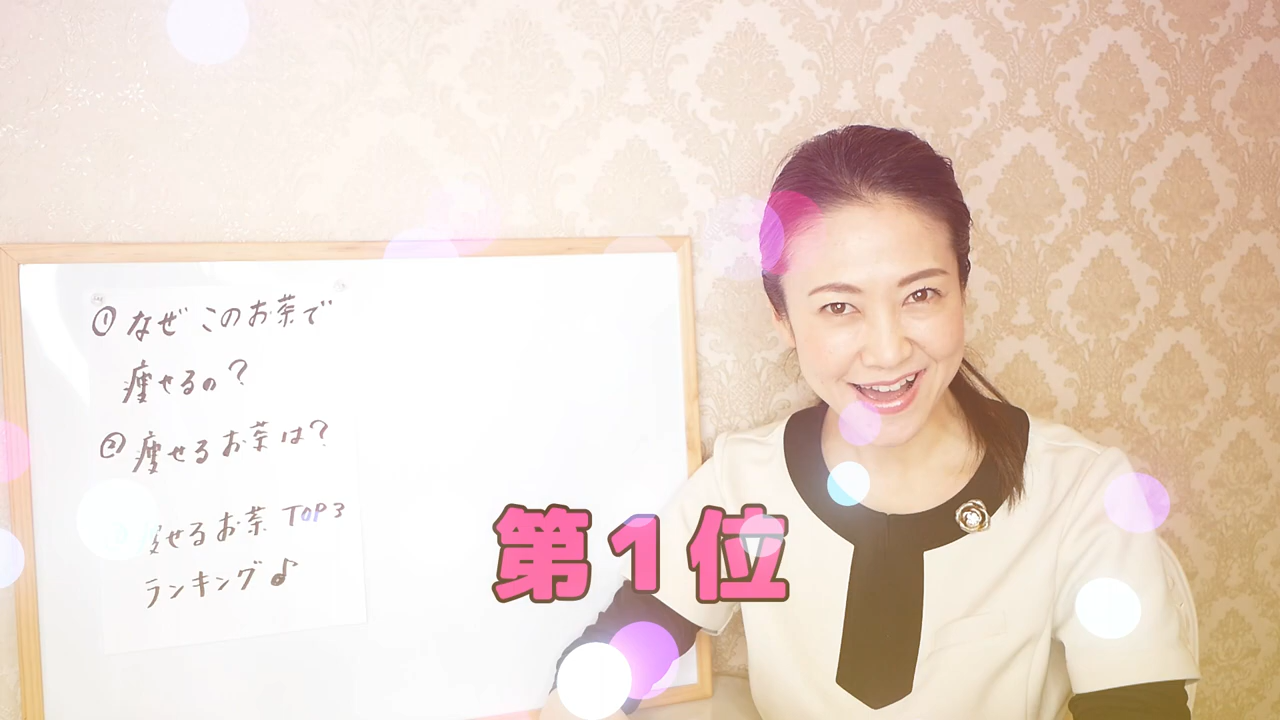 ① なぜ このお茶で
痩せるの?
② 痩せるお茶は?
痩せるお茶 TOP3
ランキング♪
第1位